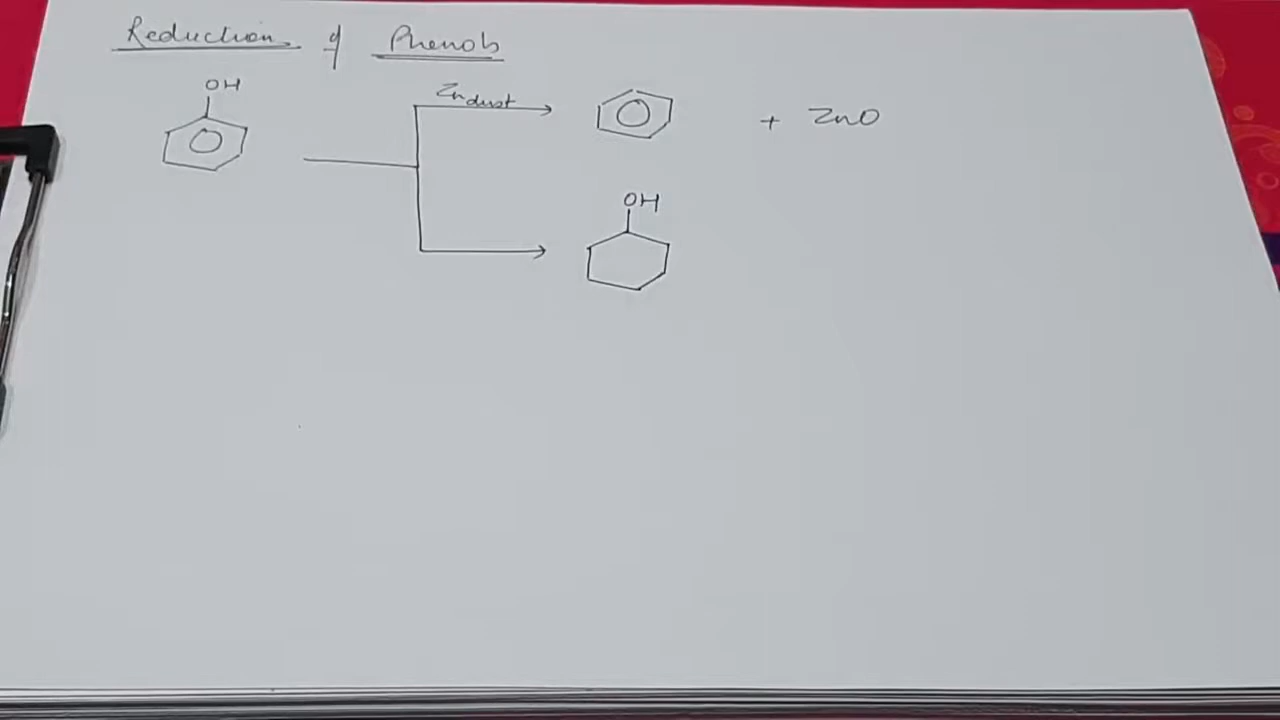 Reduction of Phenols
OH
Zn dust
+ ZnO
OH